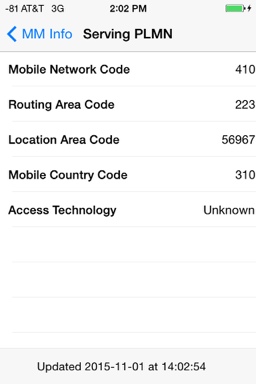 -81 AT&T 3G 2:02 PM
MM Info Serving PLMN
Mobile Network Code 410
Routing Area Code 223
Location Area Code 56967
Mobile Country Code 310
Access Technology Unknown
Updated 2015-11-01 at 14:02:54